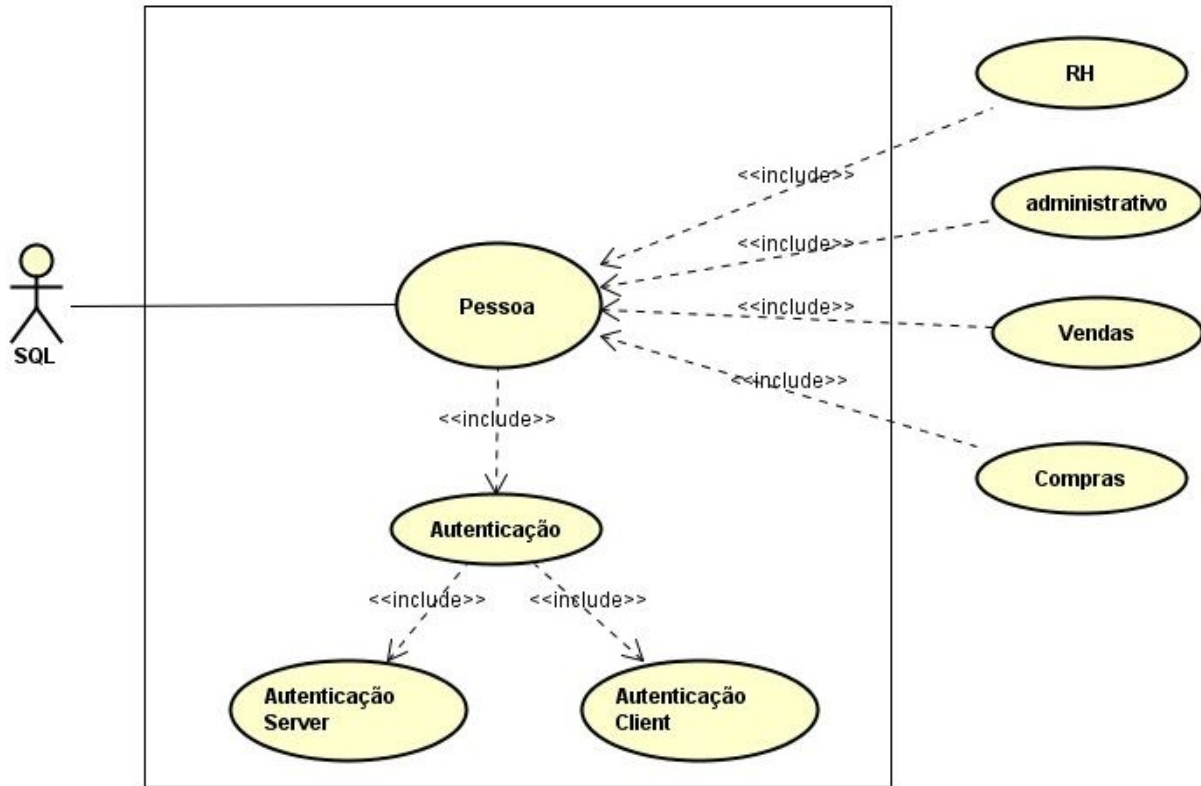 RH
<<include>>
administrativo
<<include>>
Pessoa
<<include>>
Vendas
SQL
<<include>>
<<include>>
Compras
Autenticação
<<include>>
<<include>>
Autenticação
Server
Autenticação
Client